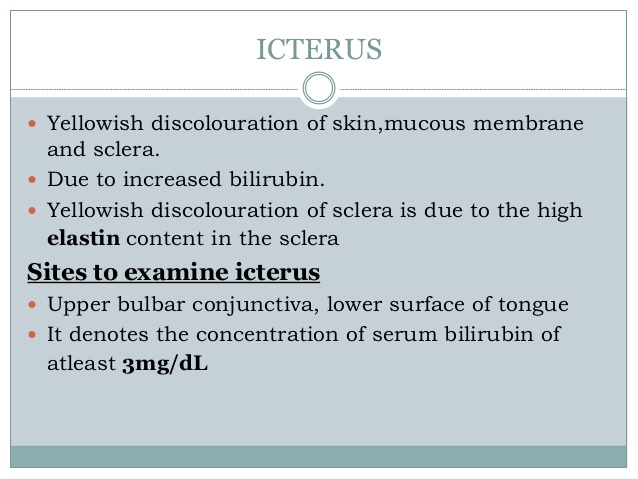 ICTERUS
• Yellowish discolouration of skin,mucous membrane
and sclera.
• Due to increased bilirubin.
• Yellowish discolouration of sclera is due to the high
elastin content in the sclera
Sites to examine icterus
• Upper bulbar conjunctiva, lower surface of tongue
• It denotes the concentration of serum bilirubin of
atleast 3mg/dL